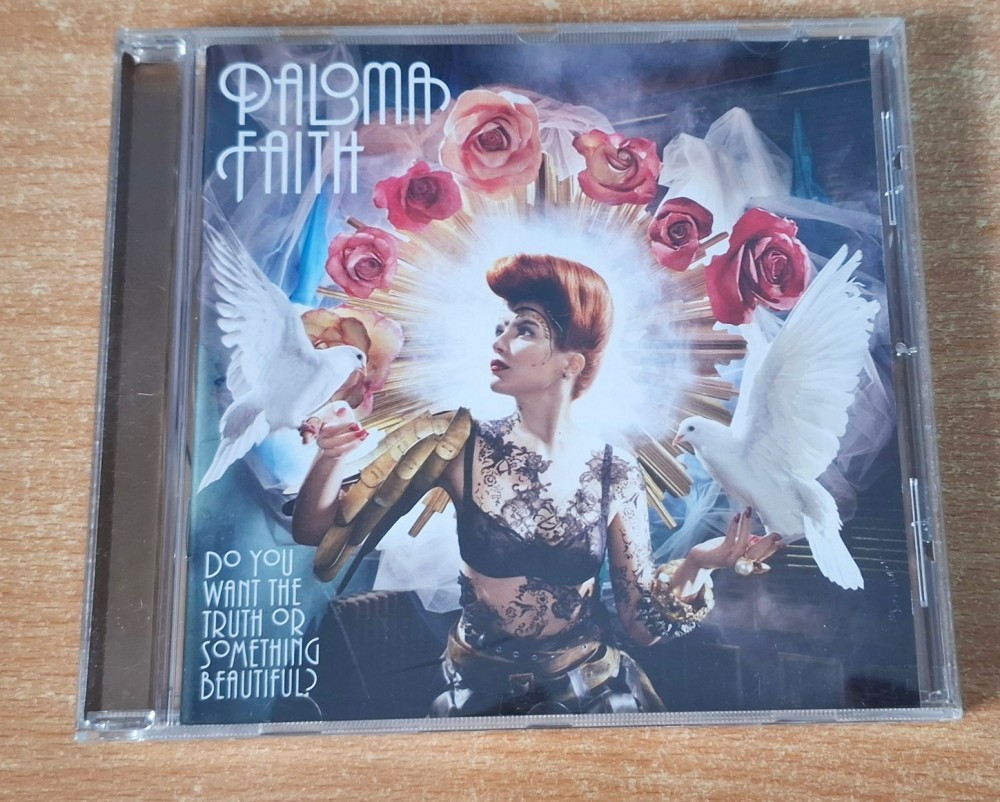 PALOMA
FAITH
DO YOU
WANT THE
TRUTH OR
SOMETHING
BEAUTIFUL?